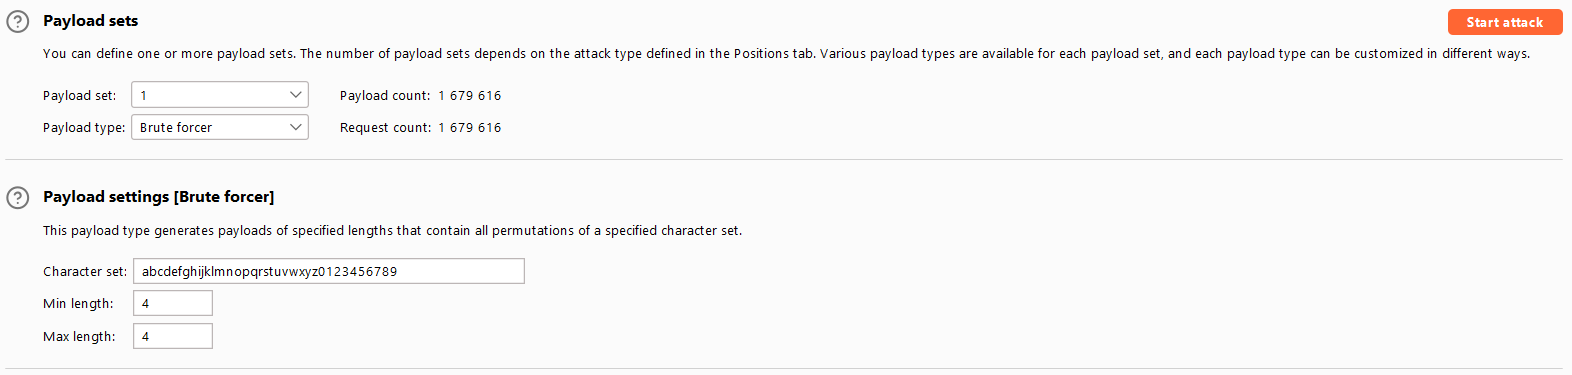 Payload sets
Start attack
You can define one or more payload sets. The number of payload sets depends on the attack type defined in the Positions tab. Various payload types are available for each payload set, and each payload type can be customized in different ways.
Payload set: 1 Payload count: 1 679 616
Payload type: Brute forcer Request count: 1 679 616
Payload settings [Brute forcer]
This payload type generates payloads of specified lengths that contain all permutations of a specified character set.
Character set: abcdefghijklmnopqrstuvwxyz0123456789
Min length: 4
Max length: 4